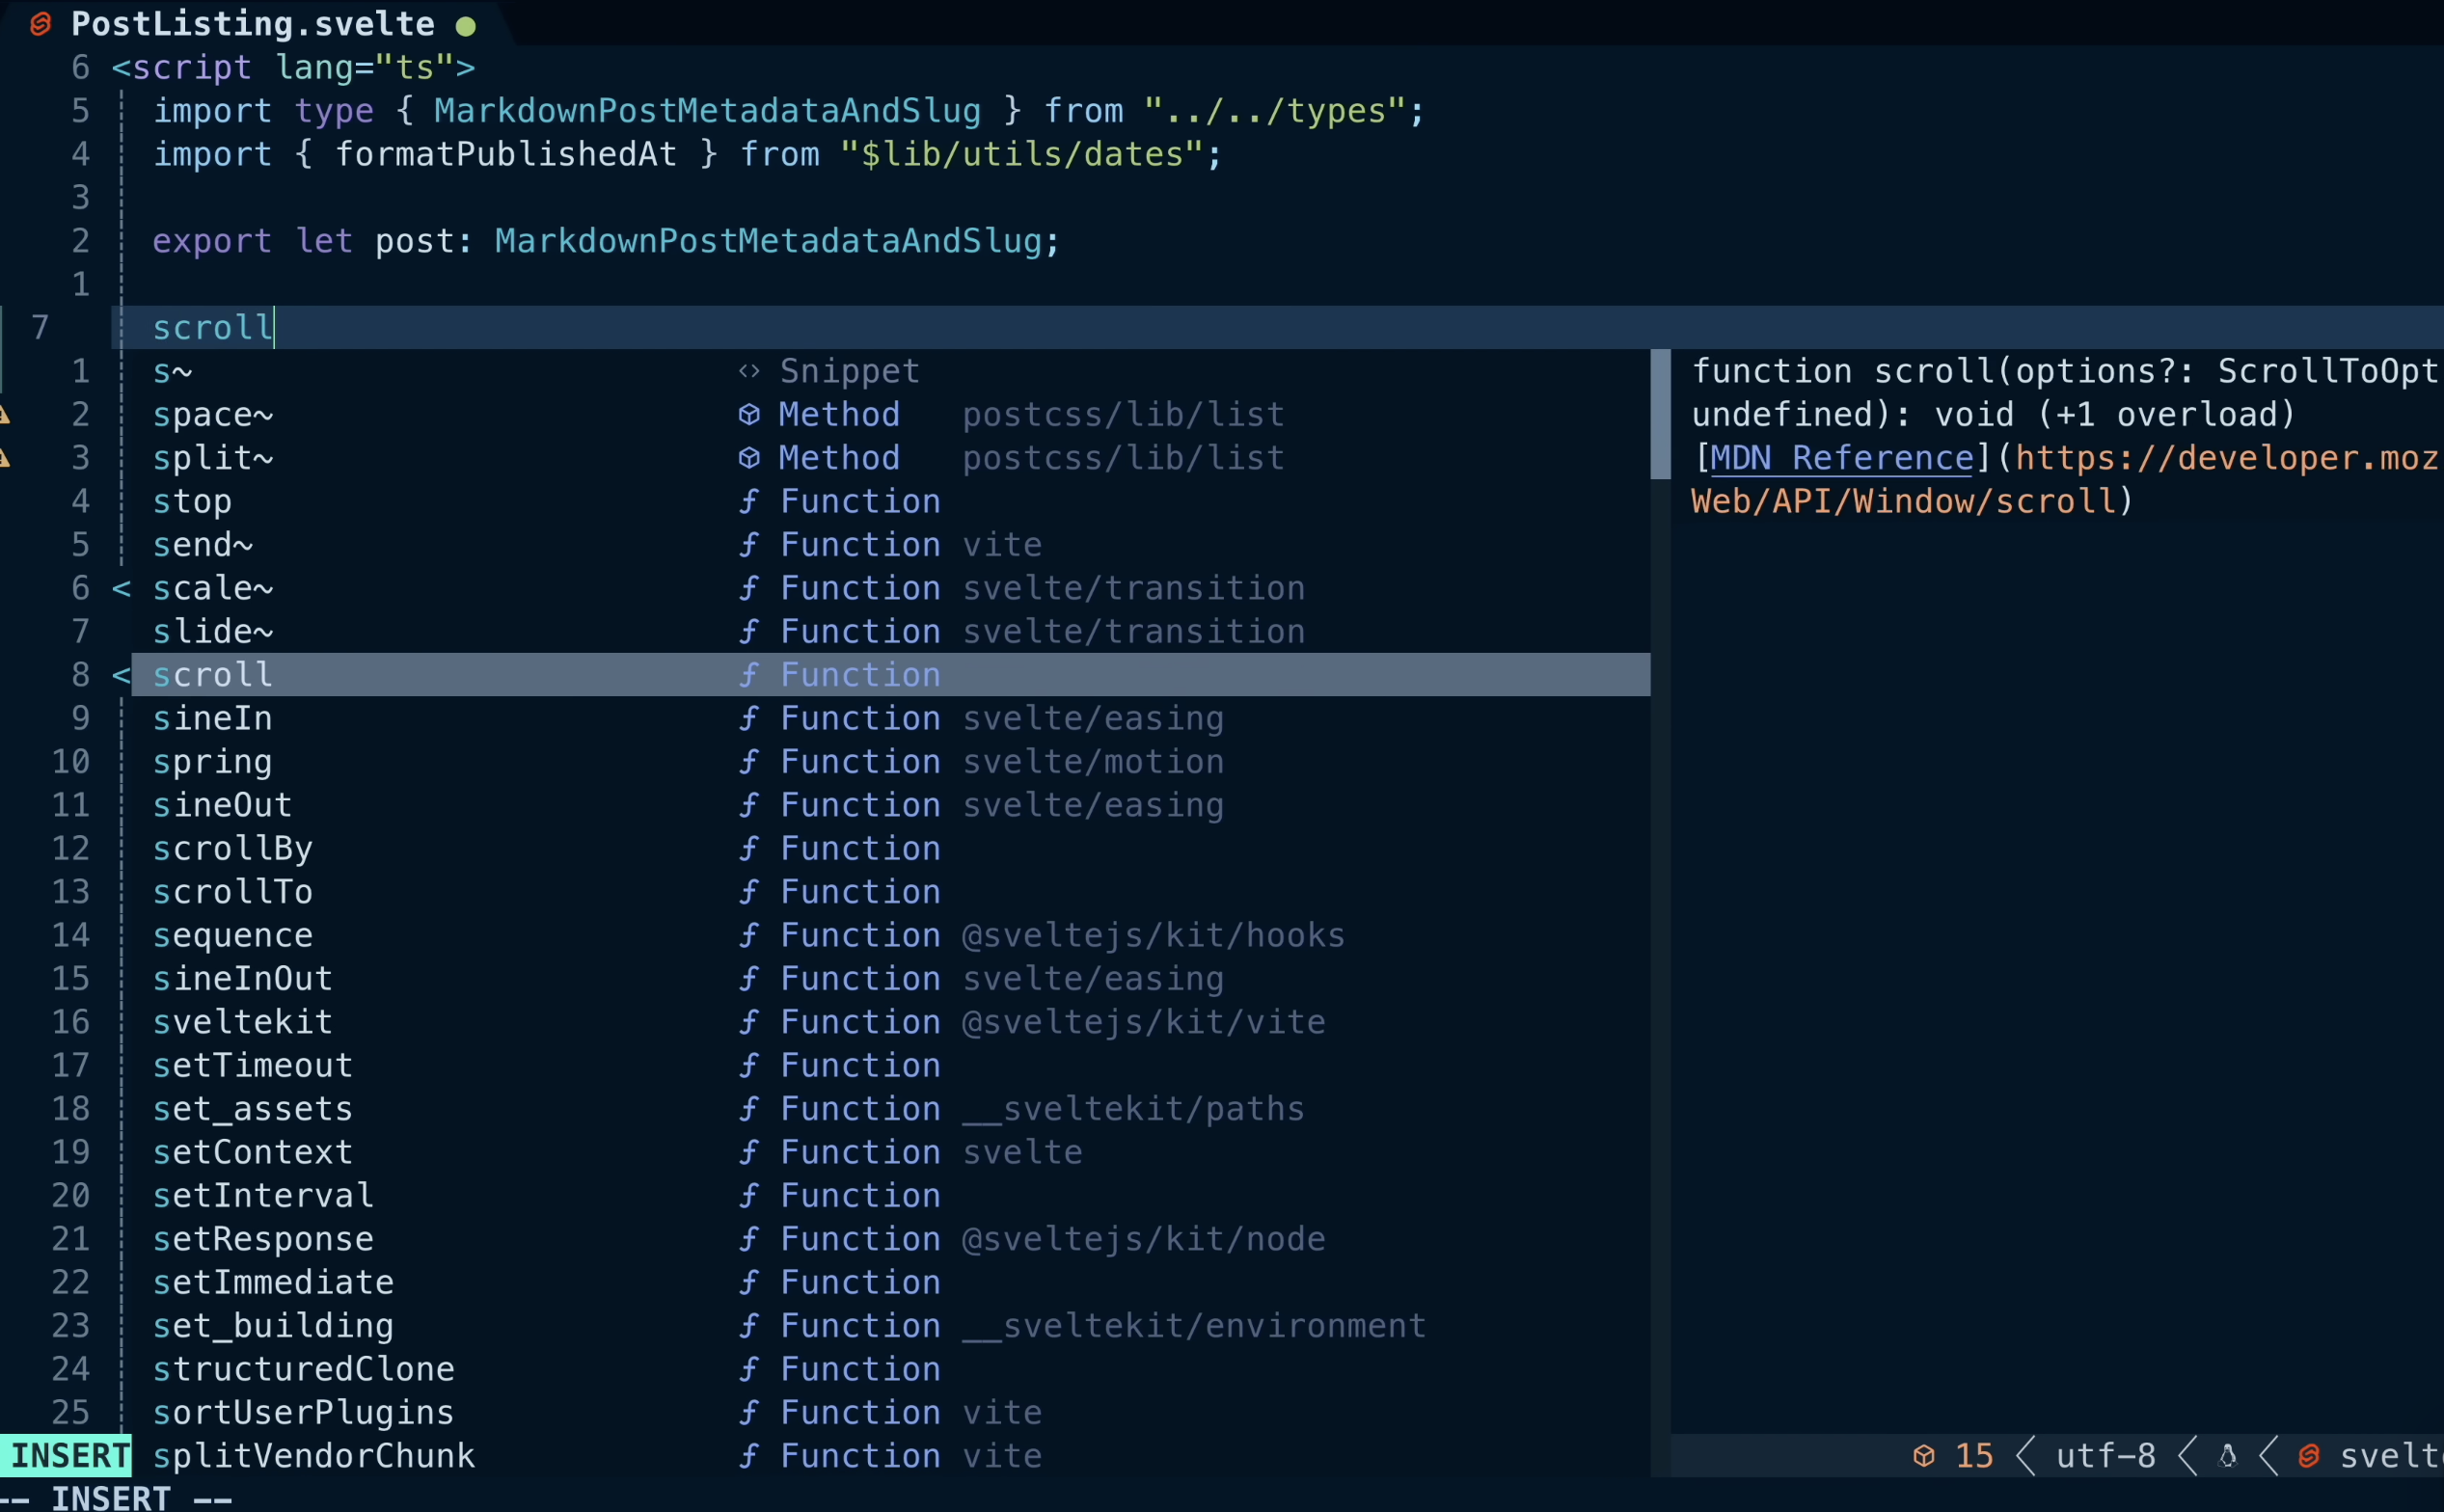 PostListing.svelte ●
6 <script lang="ts">
5 import type { MarkdownPostMetadataAndSlug } from "../../types";
4 import { formatPublishedAt } from "$lib/utils/dates";
3
2 export let post: MarkdownPostMetadataAndSlug;
1
7 scroll
1 s~ <> Snippet function scroll(options?: ScrollToOpt
2 space~ Method postcss/lib/list undefined): void (+1 overload)
3 split~ Method postcss/lib/list [MDN Reference](https://developer.moz
4 stop ƒ Function Web/API/Window/scroll)
5 send~ ƒ Function vite
6 < scale~ ƒ Function svelte/transition
7 slide~ ƒ Function svelte/transition
8 < scroll ƒ Function
9 sineIn ƒ Function svelte/easing
10 spring ƒ Function svelte/motion
11 sineOut ƒ Function svelte/easing
12 scrollBy ƒ Function
13 scrollTo ƒ Function
14 sequence ƒ Function @sveltejs/kit/hooks
15 sineInOut ƒ Function svelte/easing
16 sveltekit ƒ Function @sveltejs/kit/vite
17 setTimeout ƒ Function
18 set_assets ƒ Function __sveltekit/paths
19 setContext ƒ Function svelte
20 setInterval ƒ Function
21 setResponse ƒ Function @sveltejs/kit/node
22 setImmediate ƒ Function
23 set_building ƒ Function __sveltekit/environment
24 structuredClone ƒ Function
25 sortUserPlugins ƒ Function vite
INSERT splitVendorChunk ƒ Function vite 15 utf-8 svelt
-- INSERT --